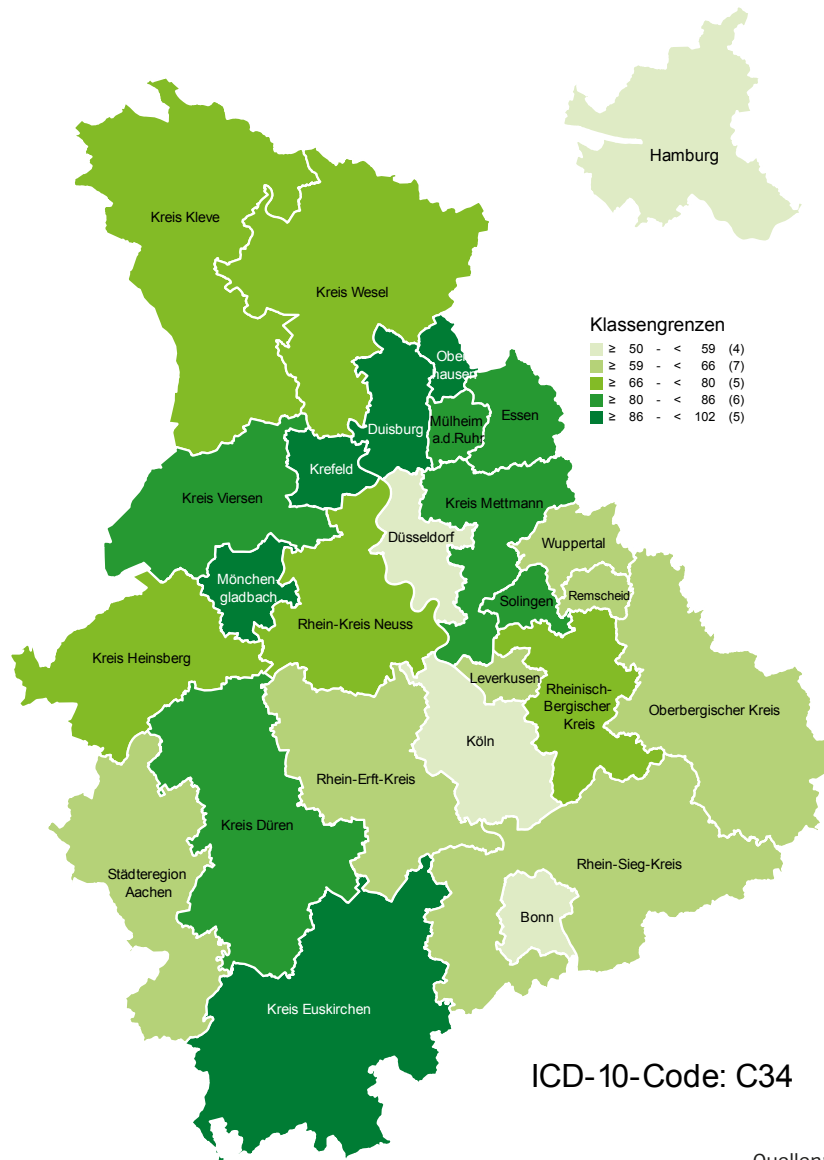 Hamburg
Kreis Kleve
Kreis Wesel
Klassengrenzen
≥ 50 - < 59 (4)
≥ 59 - < 66 (7)
≥ 66 - < 80 (5)
≥ 80 - < 86 (6)
≥ 86 - < 102 (5)
Ober
hausen
Essen
Mülheim
a.d.Ruhr
Duisburg
Krefeld
Kreis Viersen
Kreis Mettmann
Düsseldorf
Wuppertal
Mönchen
gladbach
Solingen
Remscheid
Rhein-Kreis Neuss
Kreis Heinsberg
Leverkusen
Rheinisch-
Bergischer
Kreis
Oberbergischer Kreis
Köln
Rhein-Erft-Kreis
Kreis Düren
Städteregion
Aachen
Rhein-Sieg-Kreis
Bonn
Kreis Euskirchen
ICD-10-Code: C34